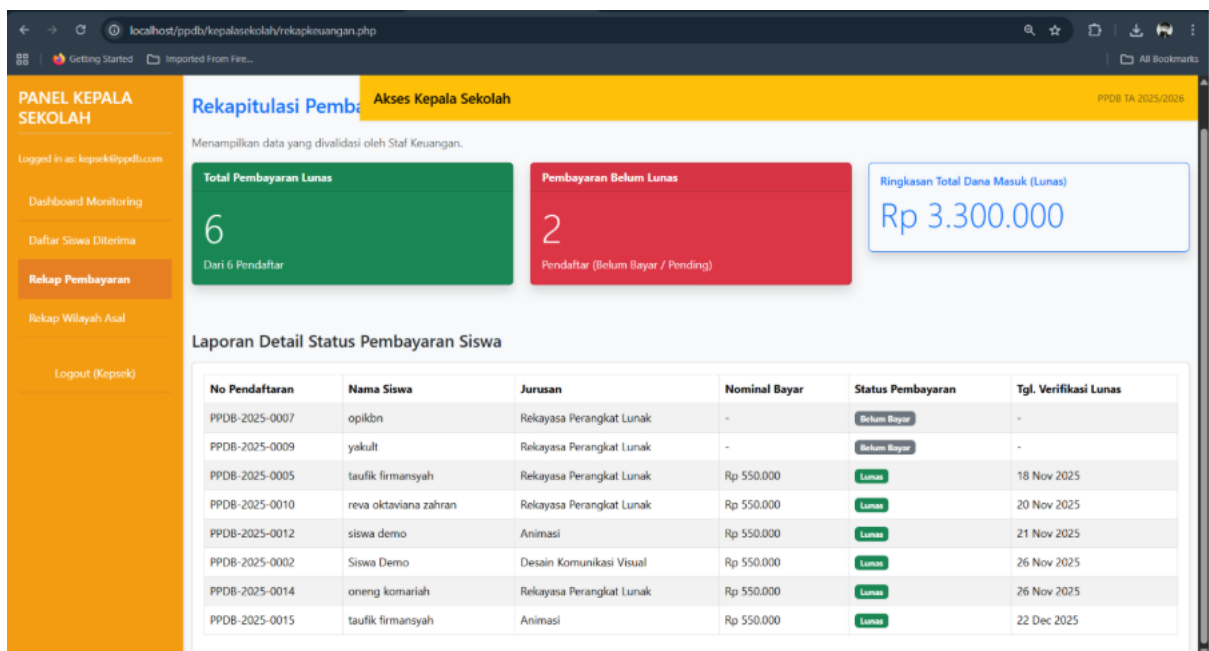 localhost/ppdb/kepalasekolah/rekapkeuangan.php
Getting Started Imported From Fire... All Bookmarks
PANEL KEPALA
SEKOLAH
Logged in as: kepsek@ppdb.com
Dashboard Monitoring
Daftar Siswa Diterima
Rekap Pembayaran
Rekap Wilayah Asal
Logout (Kepsek)
Akses Kepala Sekolah PPDB TA 2025/2026
Rekapitulasi Pemba
Menampilkan data yang divalidasi oleh Staf Keuangan.
Total Pembayaran Lunas
6
Dari 6 Pendaftar
Pembayaran Belum Lunas
2
Pendaftar (Belum Bayar / Pending)
Ringkasan Total Dana Masuk (Lunas)
Rp 3.300.000
Laporan Detail Status Pembayaran Siswa
No Pendaftaran Nama Siswa Jurusan Nominal Bayar Status Pembayaran Tgl. Verifikasi Lunas
PPDB-2025-0007 opikbn Rekayasa Perangkat Lunak - Belum Bayar -
PPDB-2025-0009 yakult Rekayasa Perangkat Lunak - Belum Bayar -
PPDB-2025-0005 taufik firmansyah Rekayasa Perangkat Lunak Rp 550.000 Lunas 18 Nov 2025
PPDB-2025-0010 reva oktaviana zahran Rekayasa Perangkat Lunak Rp 550.000 Lunas 20 Nov 2025
PPDB-2025-0012 siswa demo Animasi Rp 550.000 Lunas 21 Nov 2025
PPDB-2025-0002 Siswa Demo Desain Komunikasi Visual Rp 550.000 Lunas 26 Nov 2025
PPDB-2025-0014 oneng komariah Rekayasa Perangkat Lunak Rp 550.000 Lunas 26 Nov 2025
PPDB-2025-0015 taufik firmansyah Animasi Rp 550.000 Lunas 22 Dec 2025